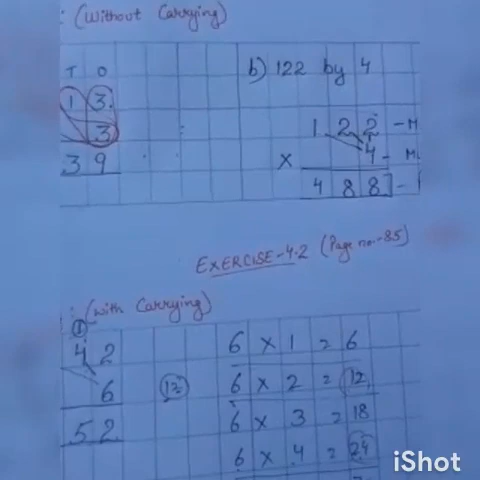 : (Without Carrying)
T O b) 122 by 4
1 3
3
3 9
1 2 2 - M
× 4 -
4 8 8 -
EXERCISE-4.2 (Page no.-85)
: (with Carrying)
1
4 2 6 × 1 = 6
6 12 6 × 2 = 12
5 2 6 × 3 = 18
6 × 4 = 24
iShot